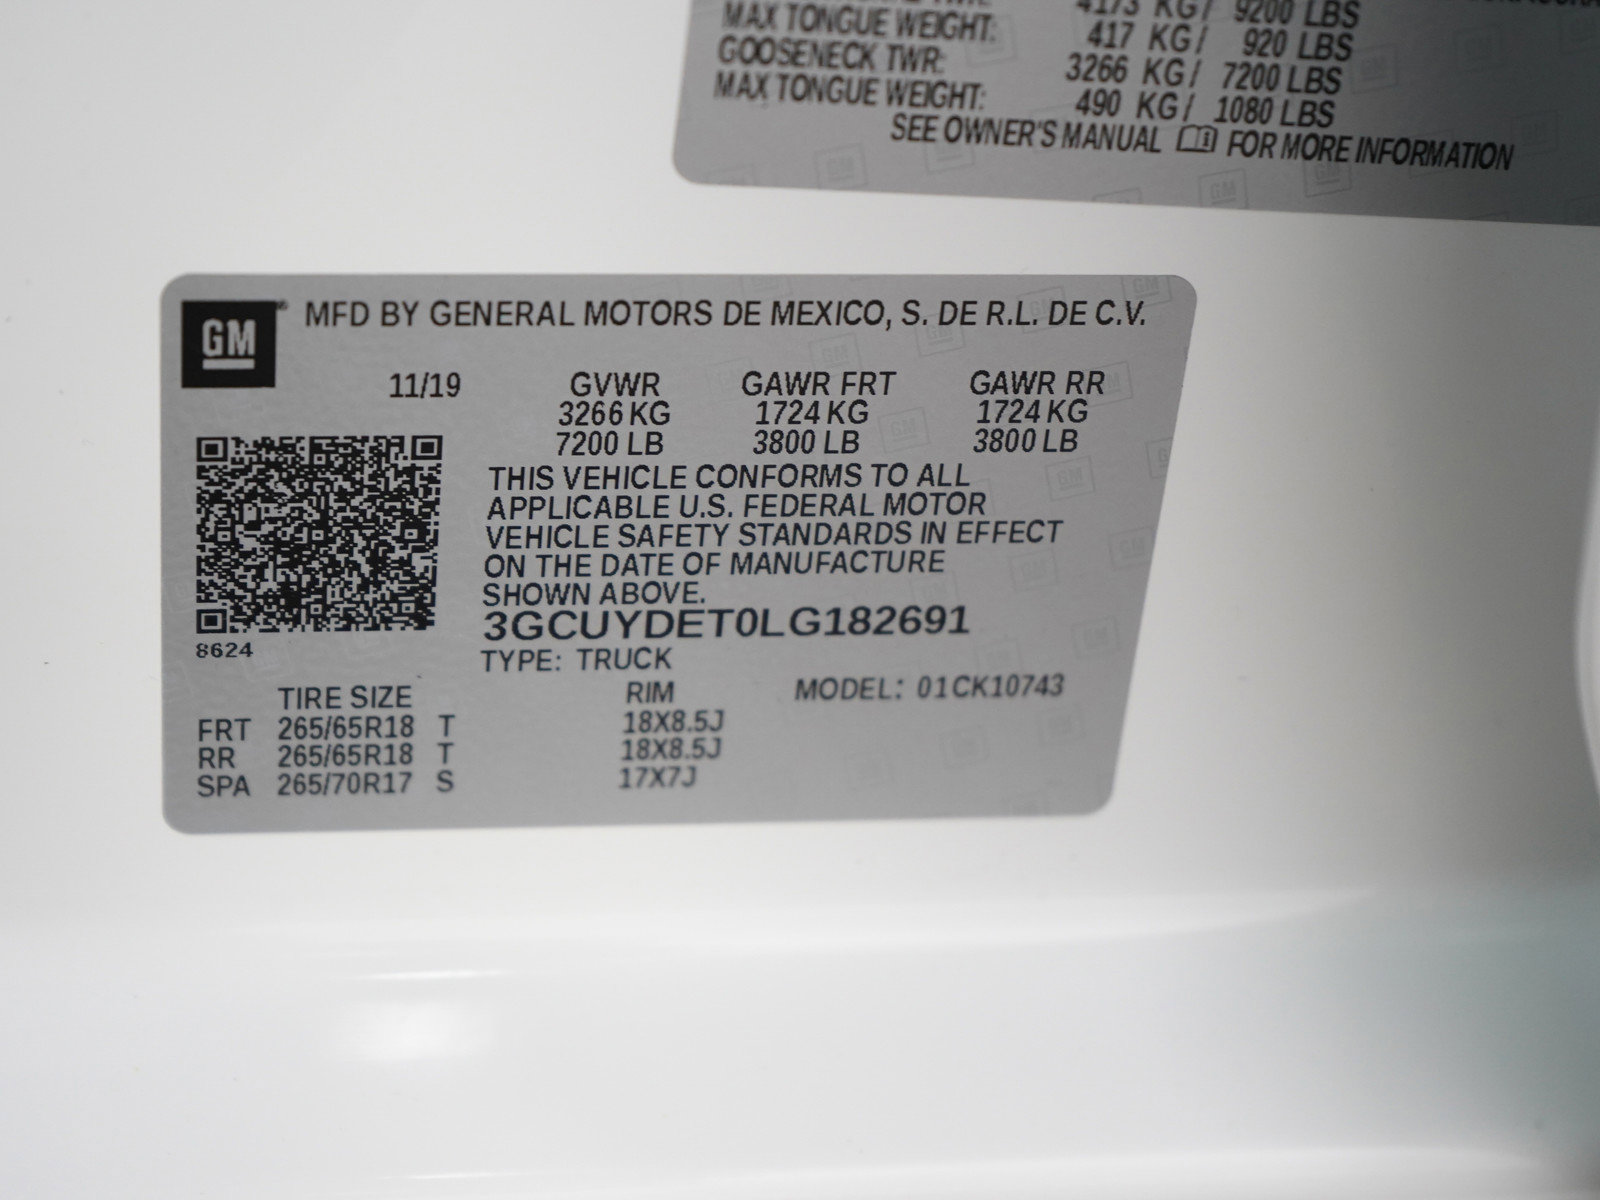 4173 KG/ 9200 LBS
MAX TONGUE WEIGHT: 417 KG/ 920 LBS
GOOSENECK TWR: 3266 KG/ 7200 LBS
MAX TONGUE WEIGHT: 490 KG/ 1080 LBS
SEE OWNER'S MANUAL FOR MORE INFORMATION
GM MFD BY GENERAL MOTORS DE MEXICO, S. DE R.L. DE C.V.
11/19 GVWR GAWR FRT GAWR RR
3266 KG 1724 KG 1724 KG
7200 LB 3800 LB 3800 LB
THIS VEHICLE CONFORMS TO ALL
APPLICABLE U.S. FEDERAL MOTOR
VEHICLE SAFETY STANDARDS IN EFFECT
ON THE DATE OF MANUFACTURE
SHOWN ABOVE.
3GCUYDET0LG182691
8624
TYPE: TRUCK
TIRE SIZE RIM MODEL: 01CK10743
FRT 265/65R18 T 18X8.5J
RR 265/65R18 T 18X8.5J
SPA 265/70R17 S 17X7J